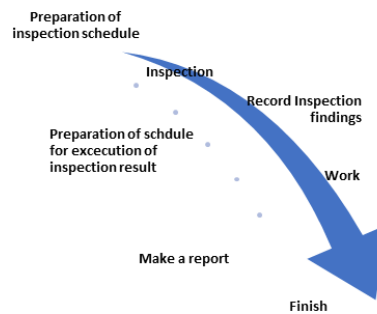 Preparation of
inspection schedule
Inspection
Record Inspection
findings
Preparation of schdule
for excecution of
inspection result
Work
Make a report
Finish